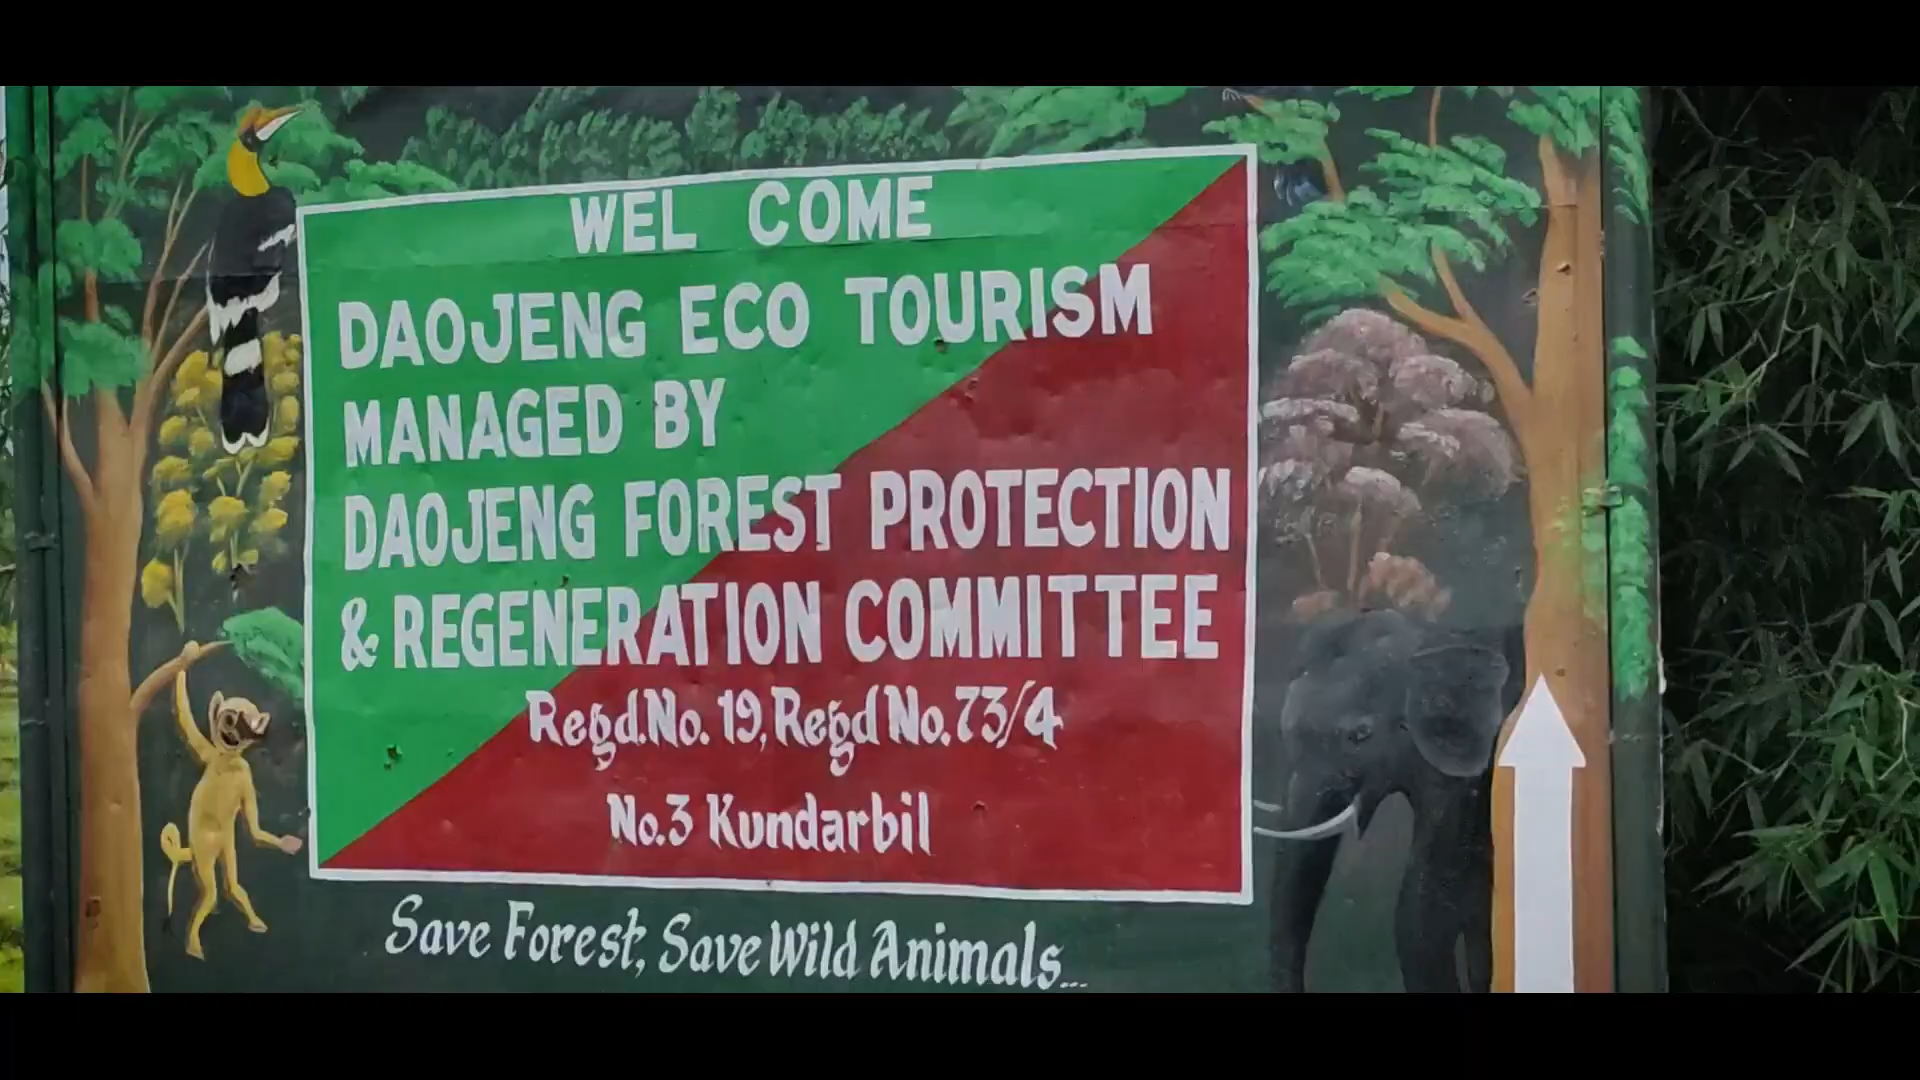 WEL COME
DAOJENG ECO TOURISM
MANAGED BY
DAOJENG FOREST PROTECTION
& REGENERATION COMMITTEE
Regd.No. 19, Regd No.73/4
No.3 Kundarbil
Save Forest, Save Wild Animals...